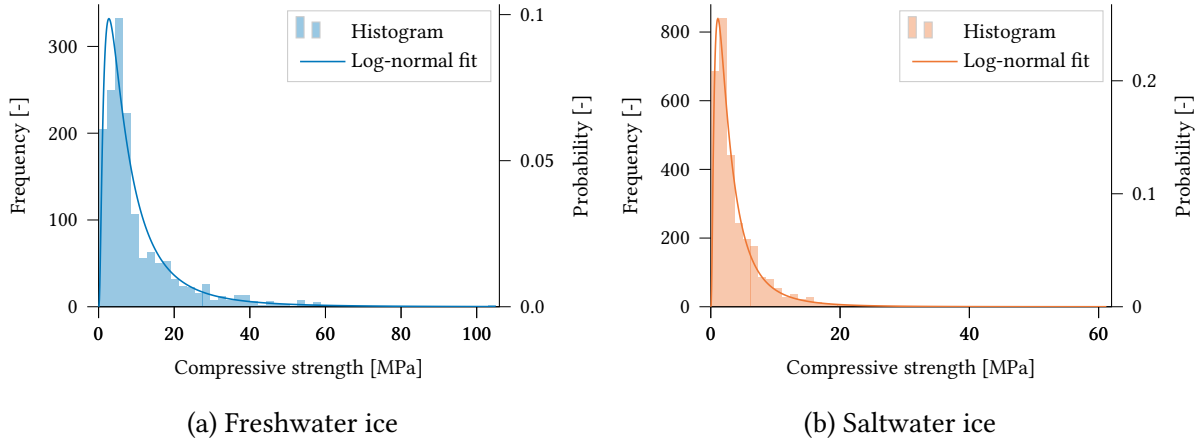 Histogram
Log-normal fit
Frequency [-]
300
200
100
0
0.1
0.05
0.0
Probability [-]
0
20
40
60
80
100
Compressive strength [MPa]
(a) Freshwater ice
Histogram
Log-normal fit
Frequency [-]
800
600
400
200
0
0.2
0.1
0
Probability [-]
0
20
40
60
Compressive strength [MPa]
(b) Saltwater ice